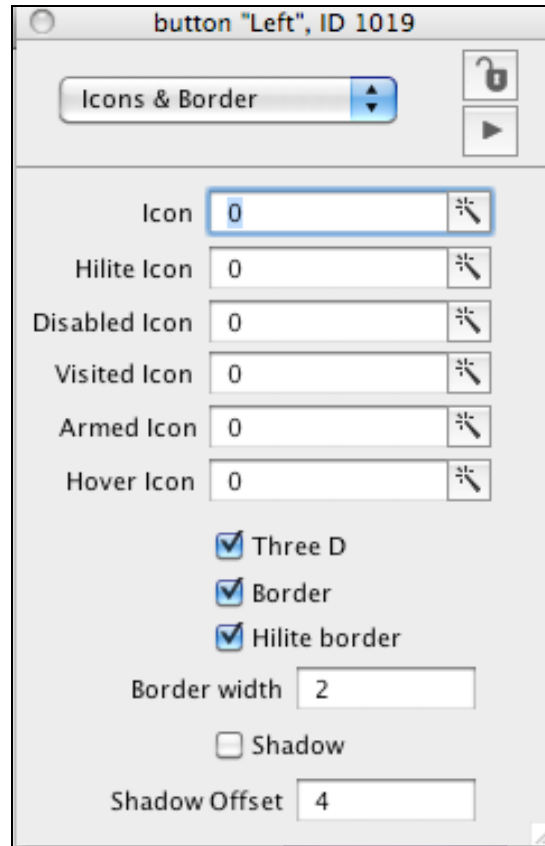 button "Left", ID 1019
Icons & Border
Icon 0
Hilite Icon 0
Disabled Icon 0
Visited Icon 0
Armed Icon 0
Hover Icon 0
Three D
Border
Hilite border
Border width 2
Shadow
Shadow Offset 4